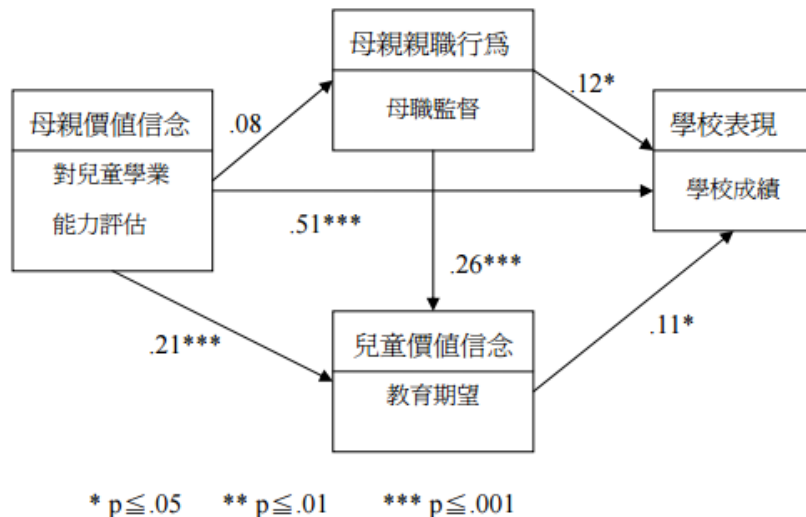 母親親職行為
母職監督
.12*
母親價值信念
對兒童學業
能力評估
.08
學校表現
學校成績
.51***
.26***
.21***
兒童價值信念
教育期望
.11*
* p≦.05 ** p≦.01 *** p≦.001